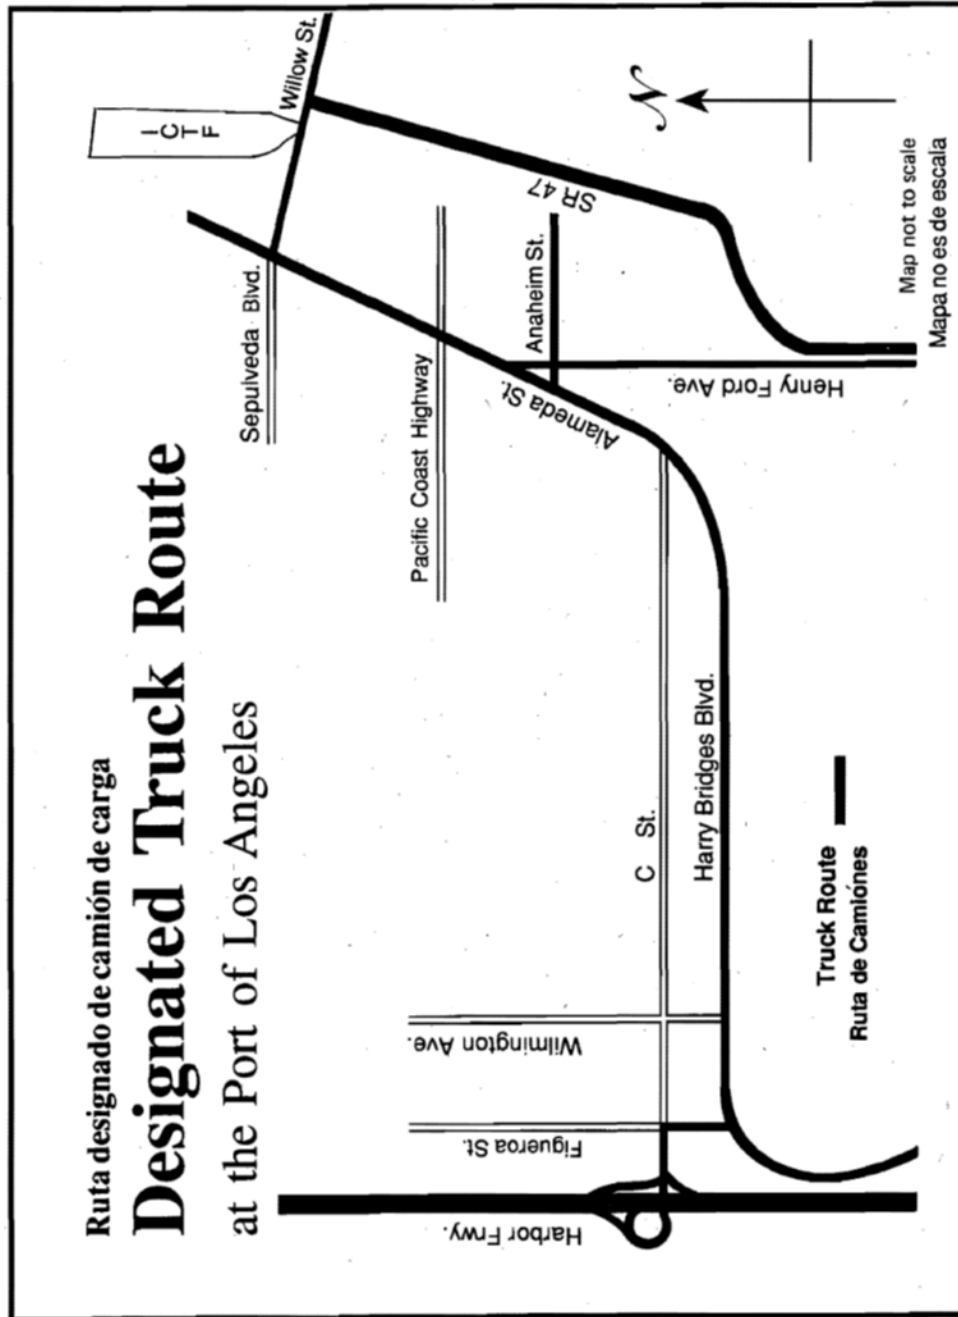 Ruta designado de camión de carga
Designated Truck Route
at the Port of Los Angeles
I
C
T
F
Willow St.
Sepulveda Blvd.
Pacific Coast Highway
SR 47
Anaheim St.
Alameda St.
Henry Ford Ave.
C St.
Harry Bridges Blvd.
Wilmington Ave.
Figueroa St.
Harbor Frwy.
N
Truck Route
Ruta de Camiónes
Map not to scale
Mapa no es de escala